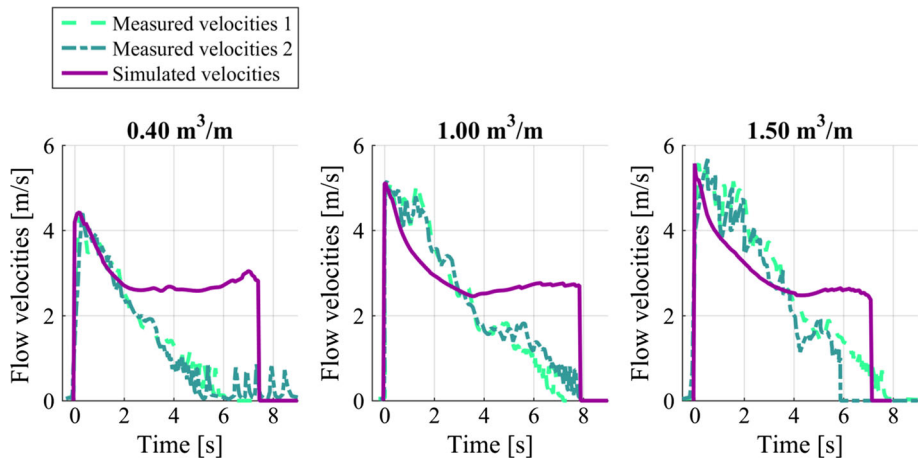 Measured velocities 1
Measured velocities 2
Simulated velocities
0.40 m³/m
1.00 m³/m
1.50 m³/m
Flow velocities [m/s]
6
4
2
0
0 2 4 6 8
Time [s]
Flow velocities [m/s]
6
4
2
0
0 2 4 6 8
Time [s]
Flow velocities [m/s]
6
4
2
0
0 2 4 6 8
Time [s]